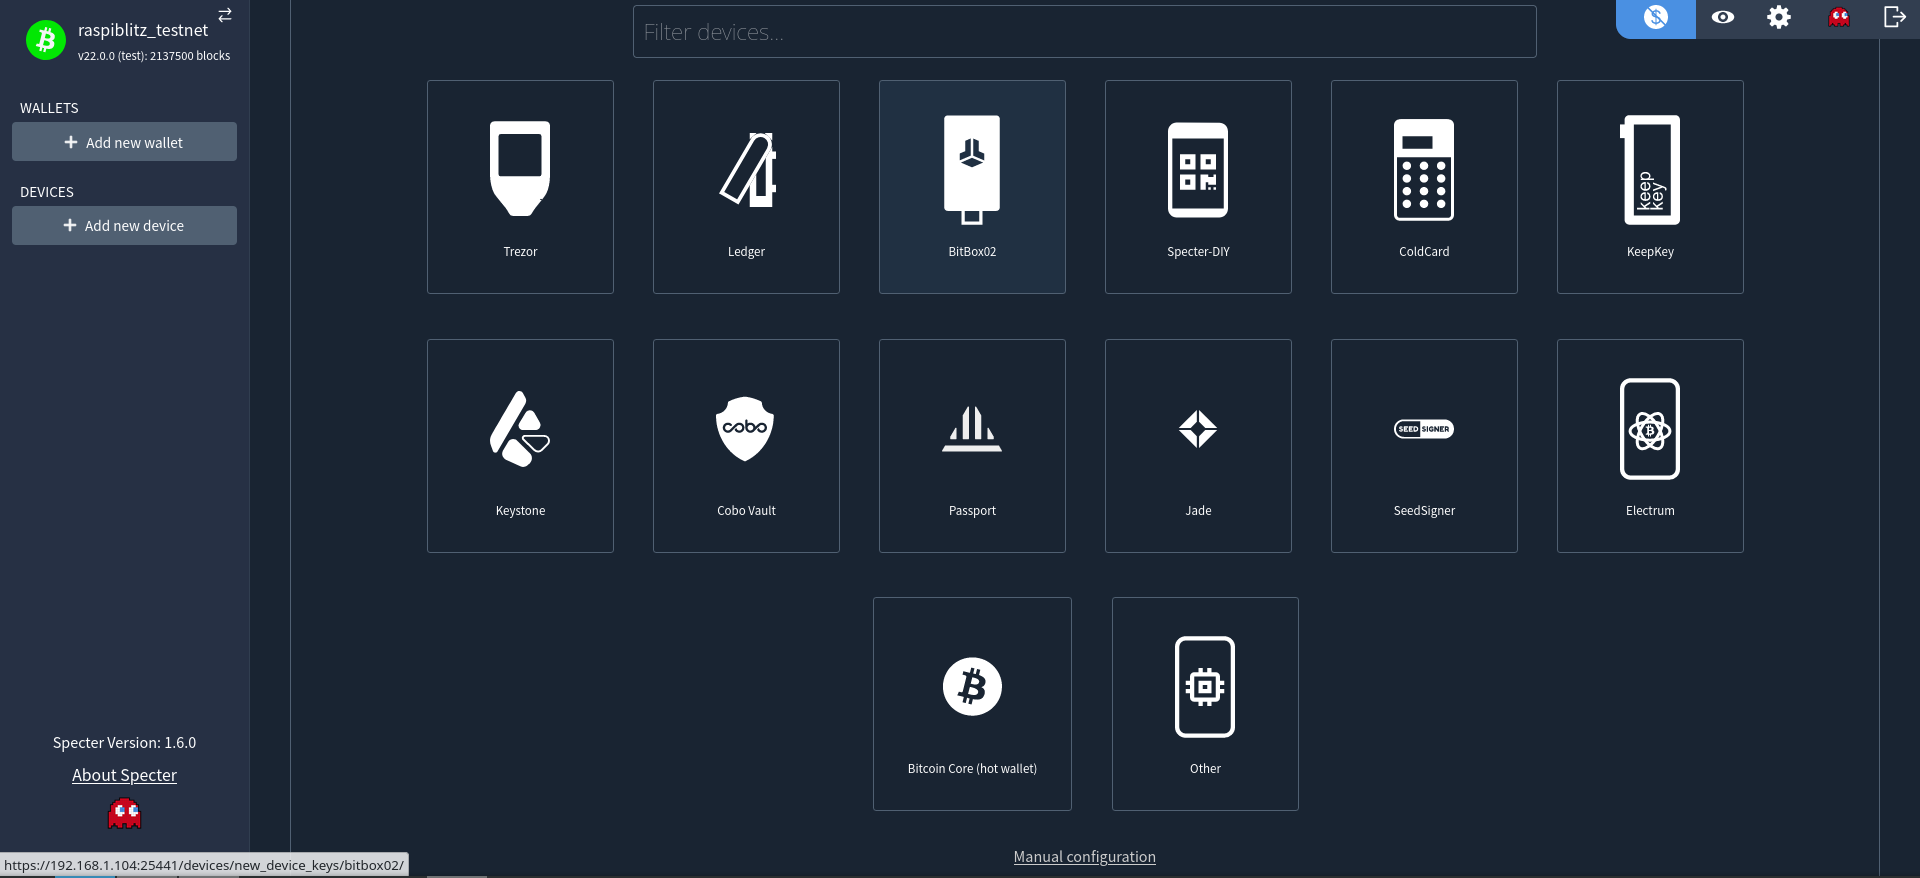 raspiblitz_testnet
v22.0.0 (test): 2137500 blocks
WALLETS
Add new wallet
DEVICES
Add new device
Filter devices...
Trezor
Ledger
BitBox02
Specter-DIY
ColdCard
keep
key
KeepKey
Keystone
cobo
Cobo Vault
Passport
Jade
SEED SIGNER
SeedSigner
Electrum
Bitcoin Core (hot wallet)
Other
Manual configuration
Specter Version: 1.6.0
About Specter
https://192.168.1.104:25441/devices/new_device_keys/bitbox02/